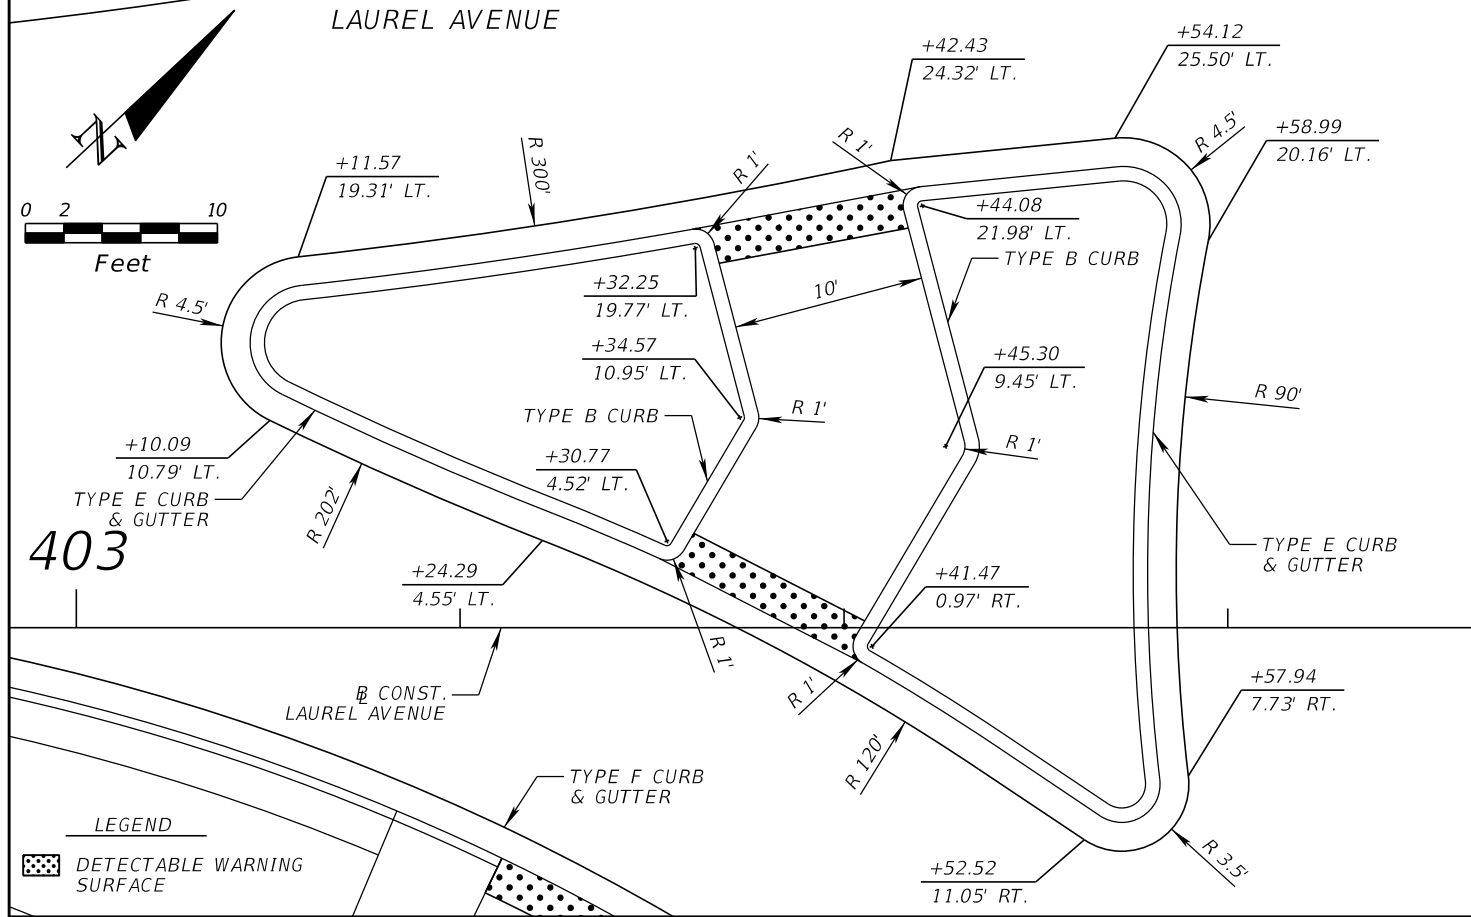 LAUREL AVENUE
+54.12
25.50' LT.
+42.43
24.32' LT.
N
R 4.5'
+58.99
20.16' LT.
R 300'
R 1'
R 1'
+11.57
19.31' LT.
0 2 10
Feet
+44.08
21.98' LT.
TYPE B CURB
+32.25
19.77' LT.
10'
R 4.5'
+34.57
10.95' LT.
+45.30
9.45' LT.
R 90'
TYPE B CURB
R 1'
R 1'
+10.09
10.79' LT.
+30.77
4.52' LT.
TYPE E CURB
& GUTTER
R 202'
403
TYPE E CURB
& GUTTER
+24.29
4.55' LT.
+41.47
0.97' RT.
R 1'
R 1'
+57.94
7.73' RT.
BL CONST.
LAUREL AVENUE
R 120'
TYPE F CURB
& GUTTER
LEGEND
DETECTABLE WARNING
SURFACE
R 3.5'
+52.52
11.05' RT.